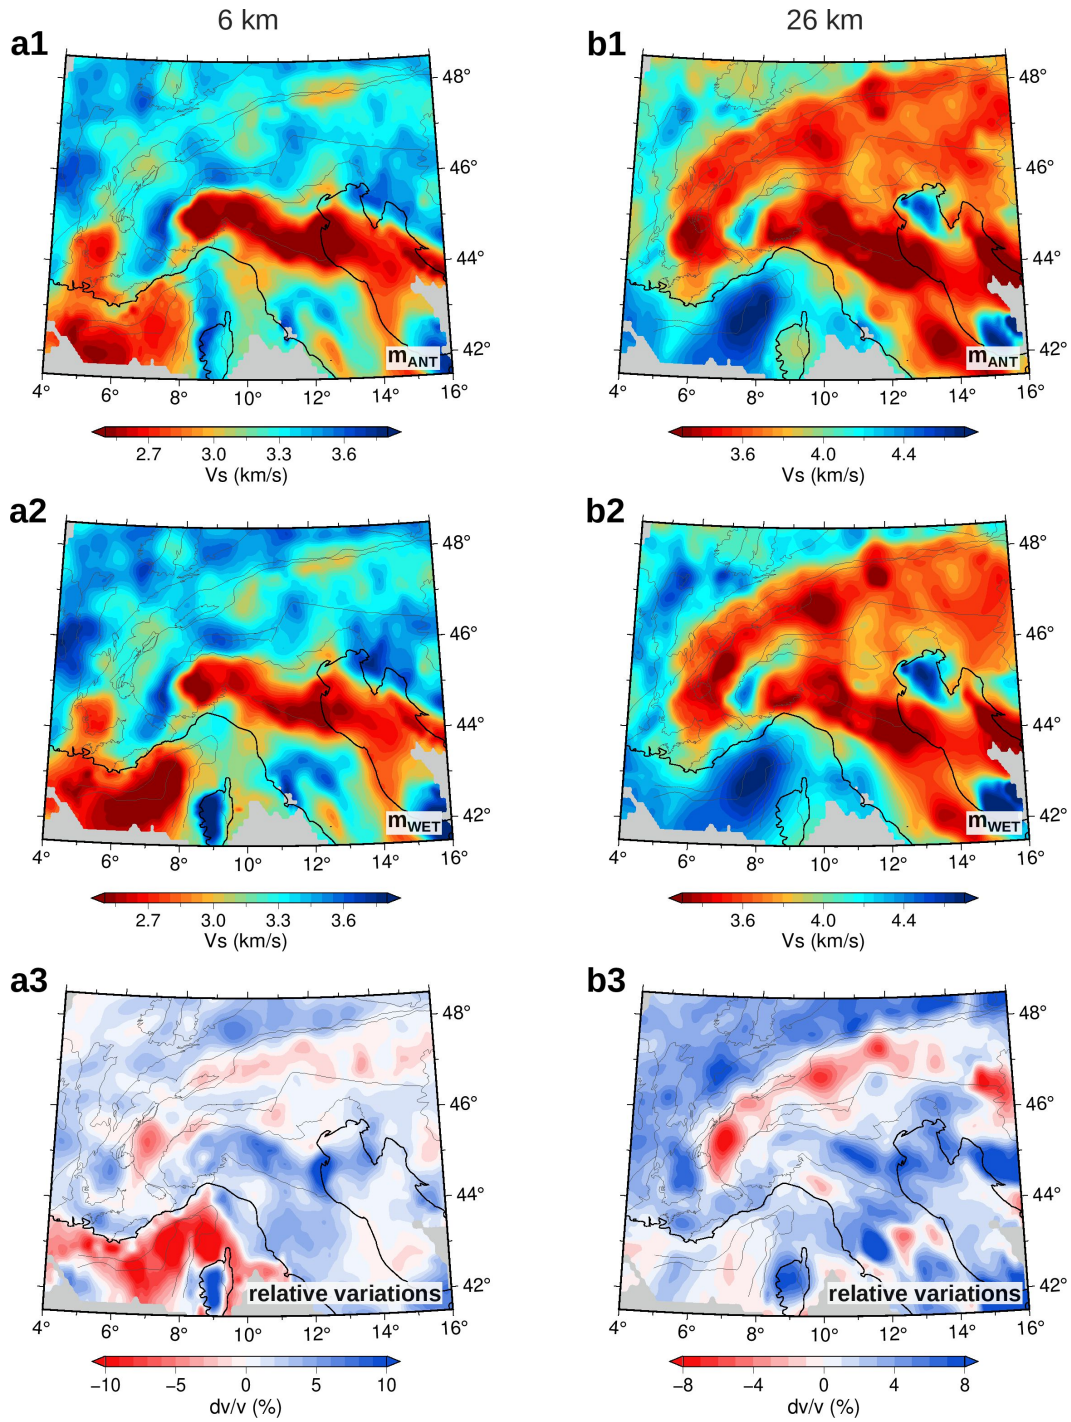 6 km
26 km
a1
b1
48°
46°
44°
42°
m_ANT
4° 6° 8° 10° 12° 14° 16°
2.7 3.0 3.3 3.6
Vs (km/s)
48°
46°
44°
42°
m_ANT
4° 6° 8° 10° 12° 14° 16°
3.6 4.0 4.4
Vs (km/s)
a2
b2
48°
46°
44°
42°
m_WET
4° 6° 8° 10° 12° 14° 16°
2.7 3.0 3.3 3.6
Vs (km/s)
48°
46°
44°
42°
m_WET
4° 6° 8° 10° 12° 14° 16°
3.6 4.0 4.4
Vs (km/s)
a3
b3
48°
46°
44°
42°
relative variations
4° 6° 8° 10° 12° 14° 16°
−10 −5 0 5 10
dv/v (%)
48°
46°
44°
42°
relative variations
4° 6° 8° 10° 12° 14° 16°
−8 −4 0 4 8
dv/v (%)